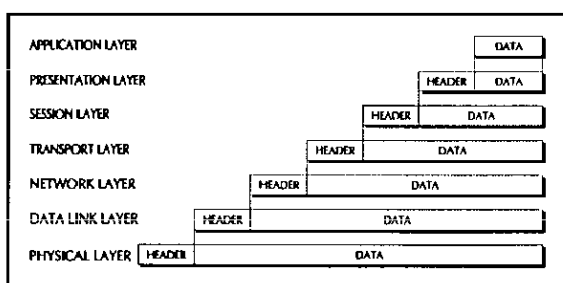 APPLICATION LAYER DATA
PRESENTATION LAYER HEADER DATA
SESSION LAYER HEADER DATA
TRANSPORT LAYER HEADER DATA
NETWORK LAYER HEADER DATA
DATA LINK LAYER HEADER DATA
PHYSICAL LAYER HEADER DATA